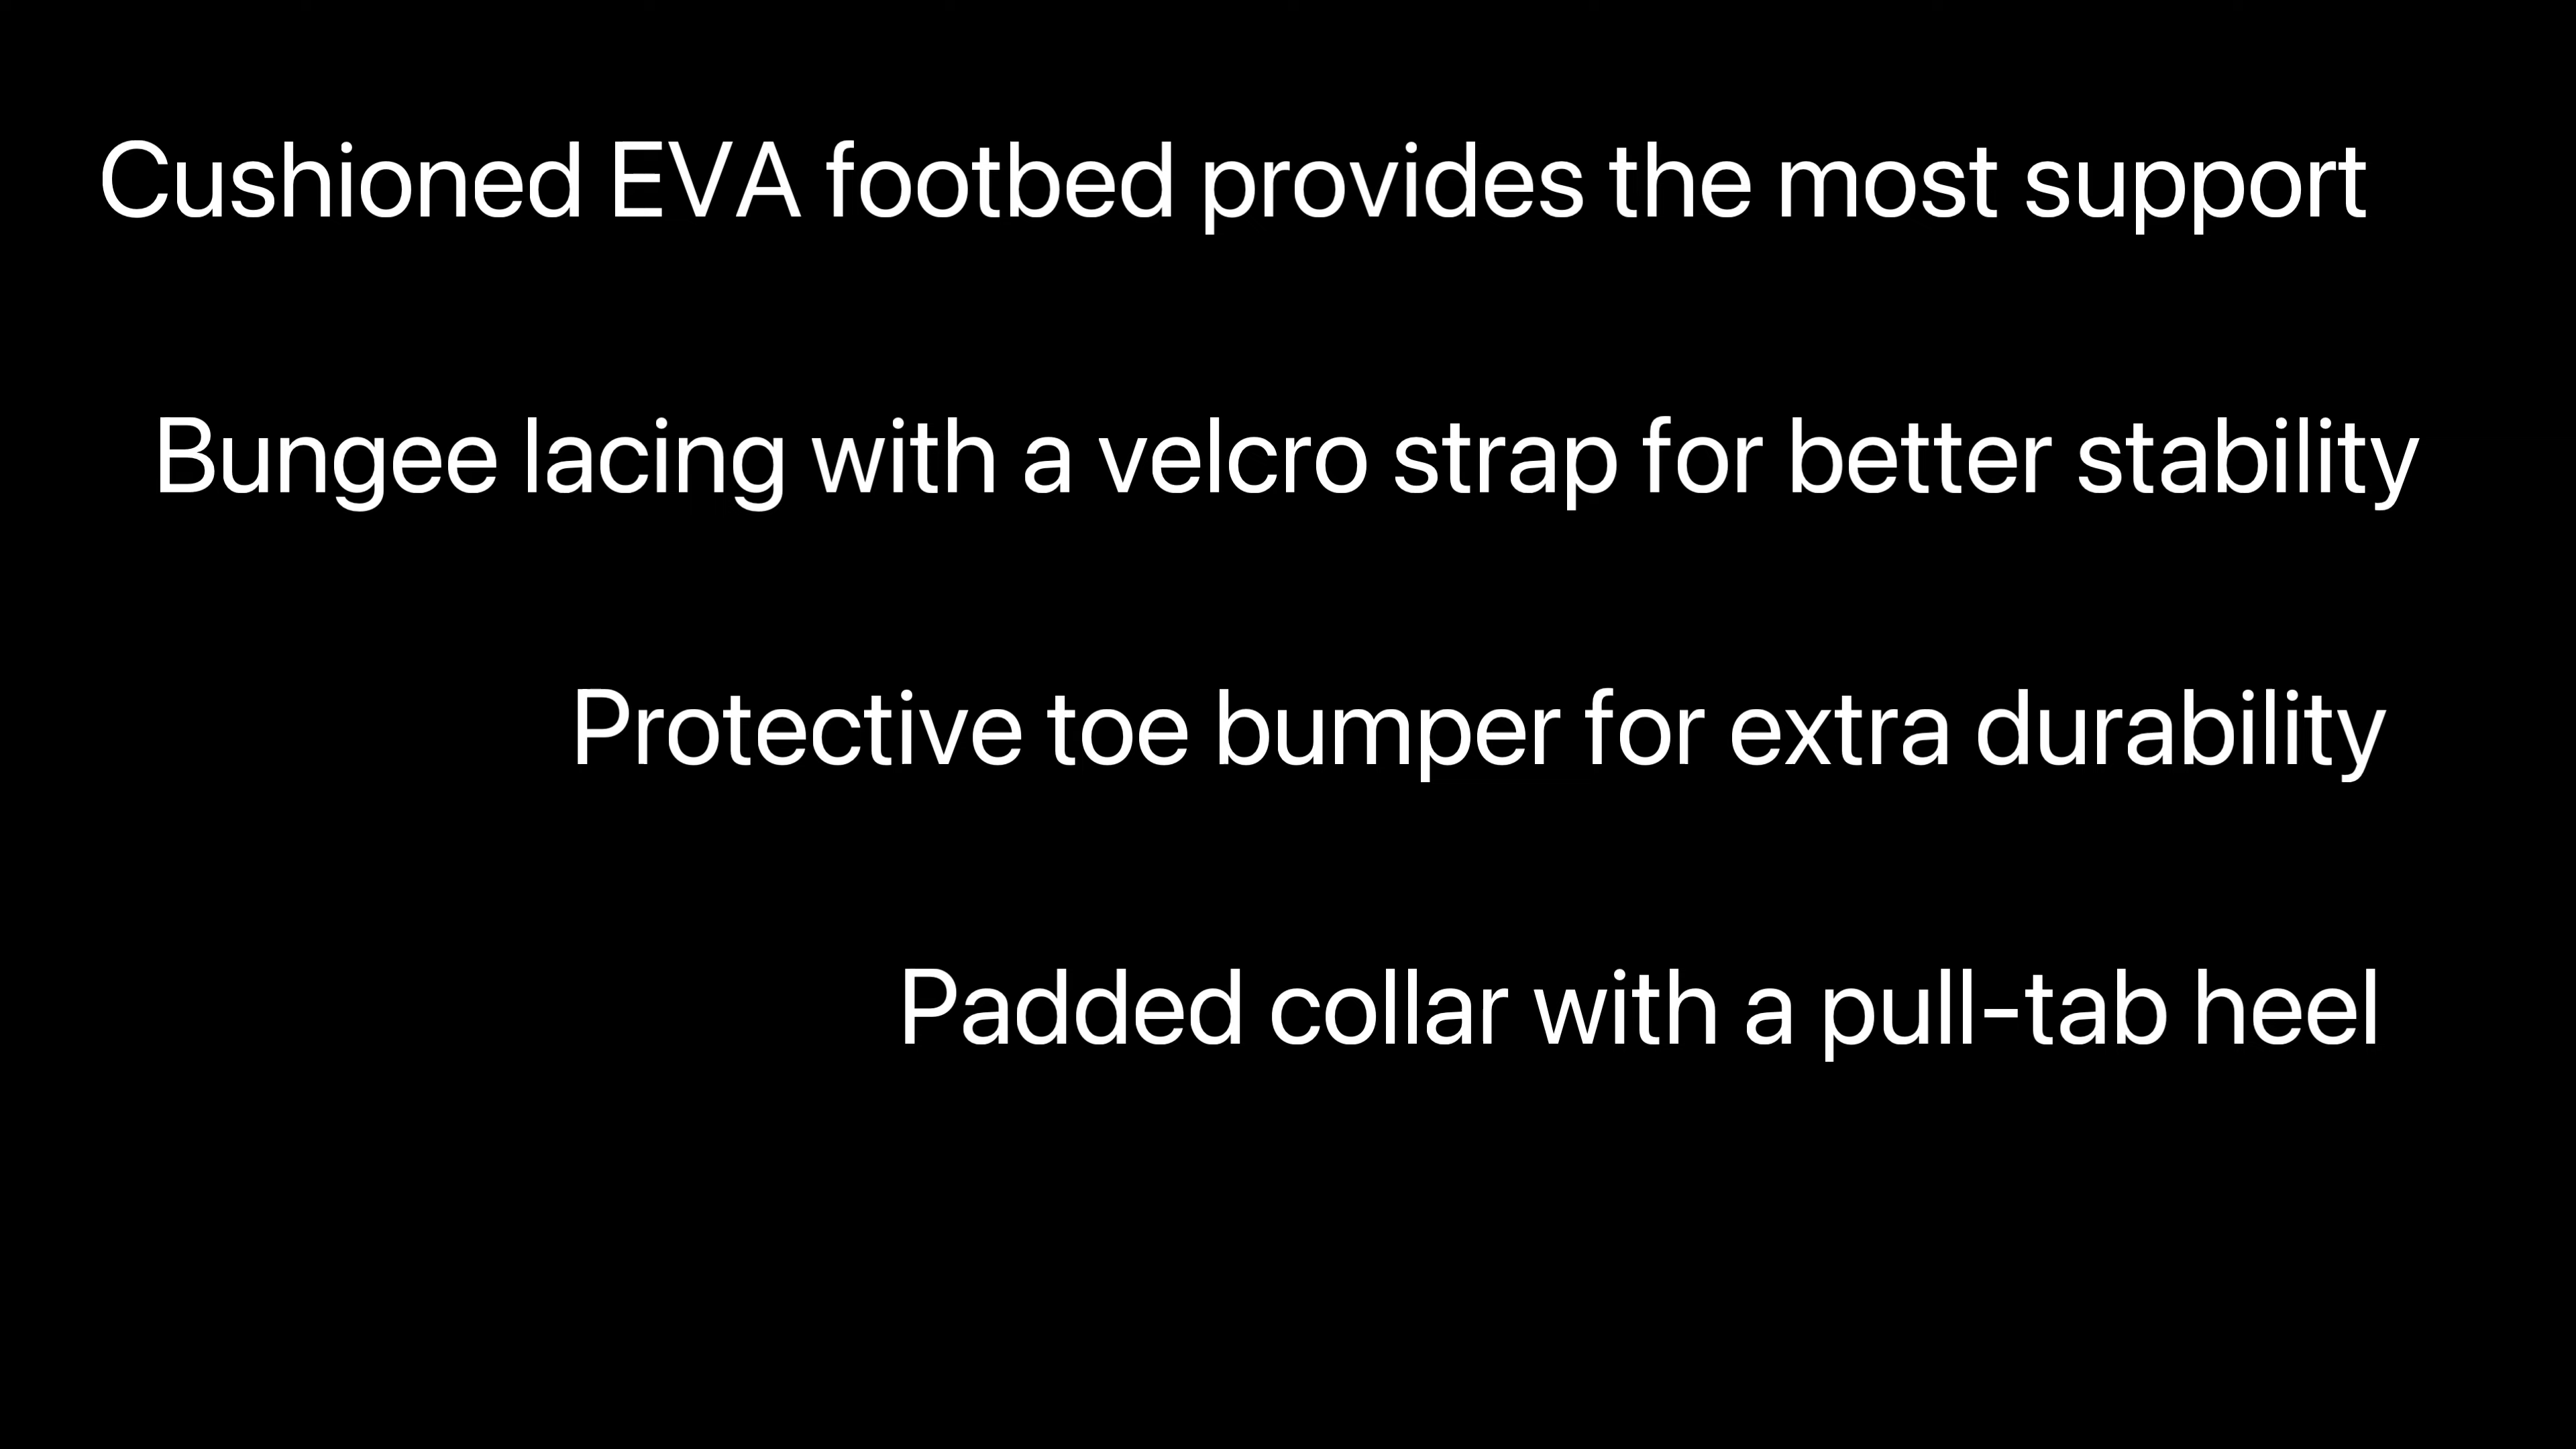 Cushioned EVA footbed provides the most support
Bungee lacing with a velcro strap for better stability
Protective toe bumper for extra durability
Padded collar with a pull-tab heel